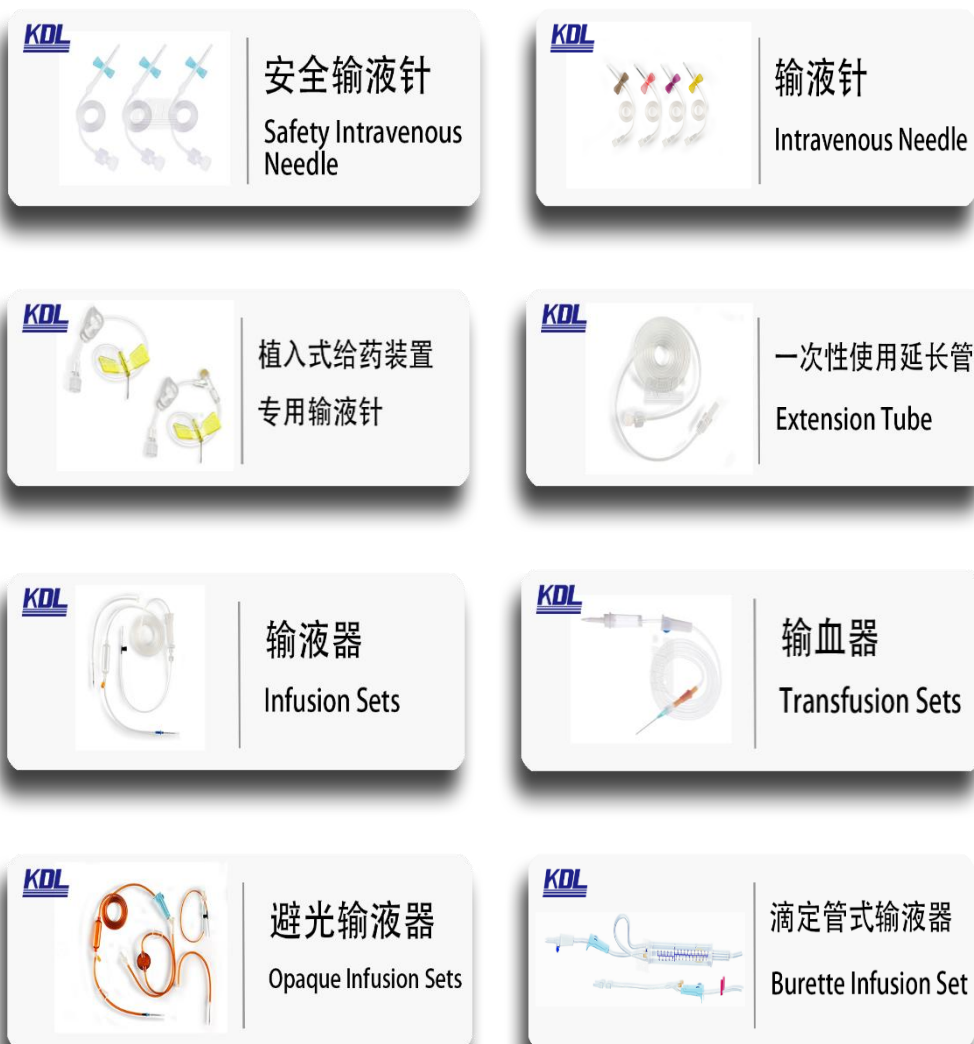 KDL
安全输液针
Safety Intravenous
Needle
KDL
输液针
Intravenous Needle
KDL
植入式给药装置
专用输液针
KDL
一次性使用延长管
Extension Tube
KDL
输液器
Infusion Sets
KDL
输血器
Transfusion Sets
KDL
避光输液器
Opaque Infusion Sets
KDL
滴定管式输液器
Burette Infusion Set